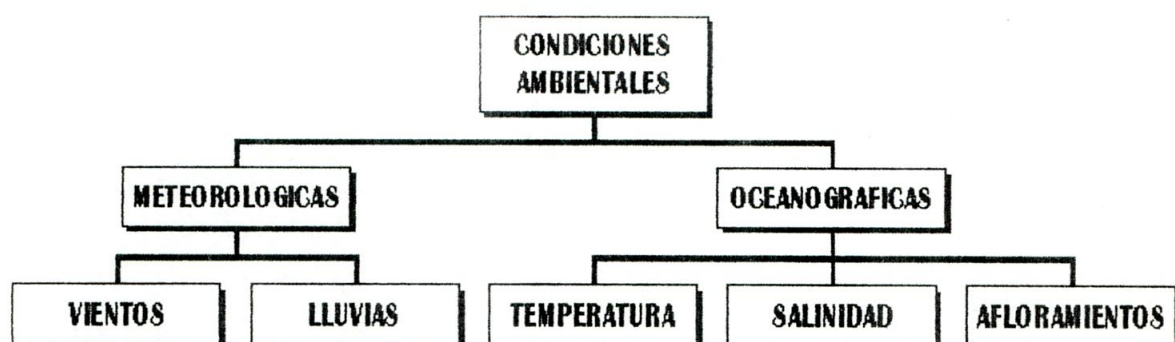 CONDICIONES
AMBIENTALES
METEOROLOGICAS
OCEANOGRAFICAS
VIENTOS
LLUVIAS
TEMPERATURA
SALINIDAD
AFLORAMIENTOS